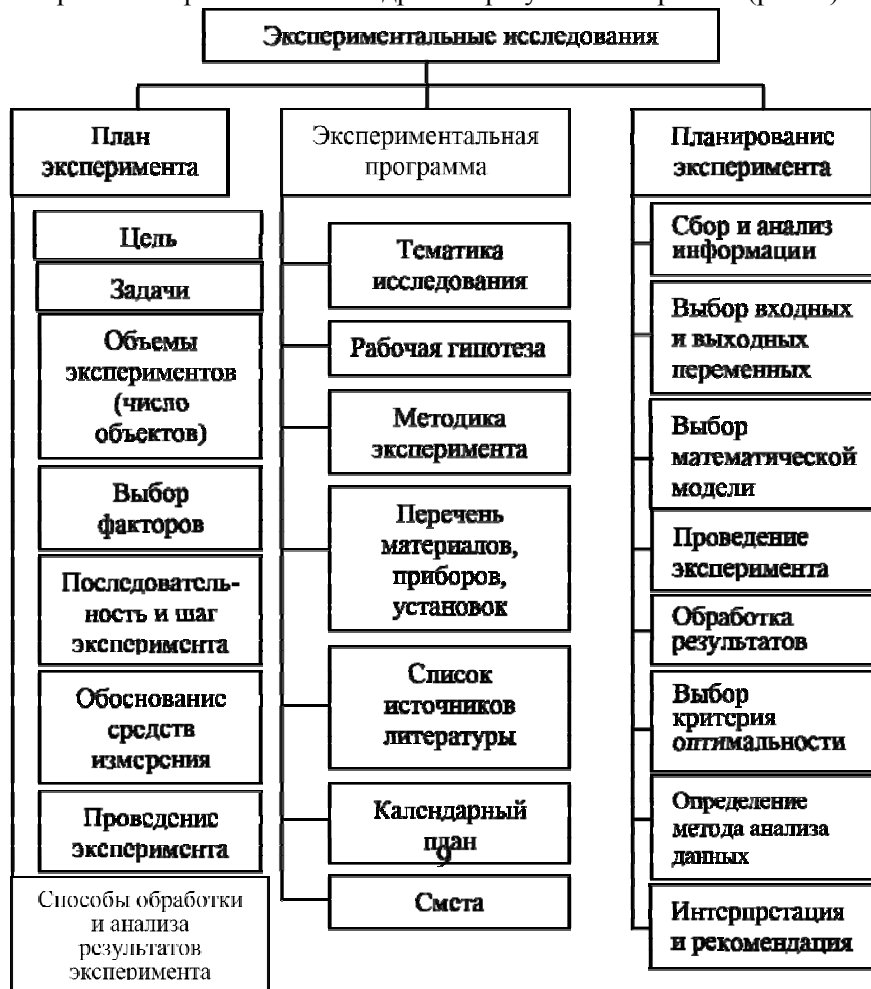 Экспериментальные исследования
План
эксперимента
Цель
Задачи
Объемы
экспериментов
(число
объектов)
Выбор
факторов
Последователь-
ность и шаг
эксперимента
Обоснование
средств
измерения
Проведение
эксперимента
Способы обработки
и анализа
результатов
эксперимента
Экспериментальная
программа
Тематика
исследования
Рабочая гипотеза
Методика
эксперимента
Перечень
материалов,
приборов,
установок
Список
источников
литературы
Календарный
план
9
Смета
Планирование
эксперимента
Сбор и анализ
информации
Выбор входных
и выходных
переменных
Выбор
математической
модели
Проведение
эксперимента
Обработка
результатов
Выбор
критерия
оптимальности
Определение
метода анализа
данных
Интерпретация
и рекомендация